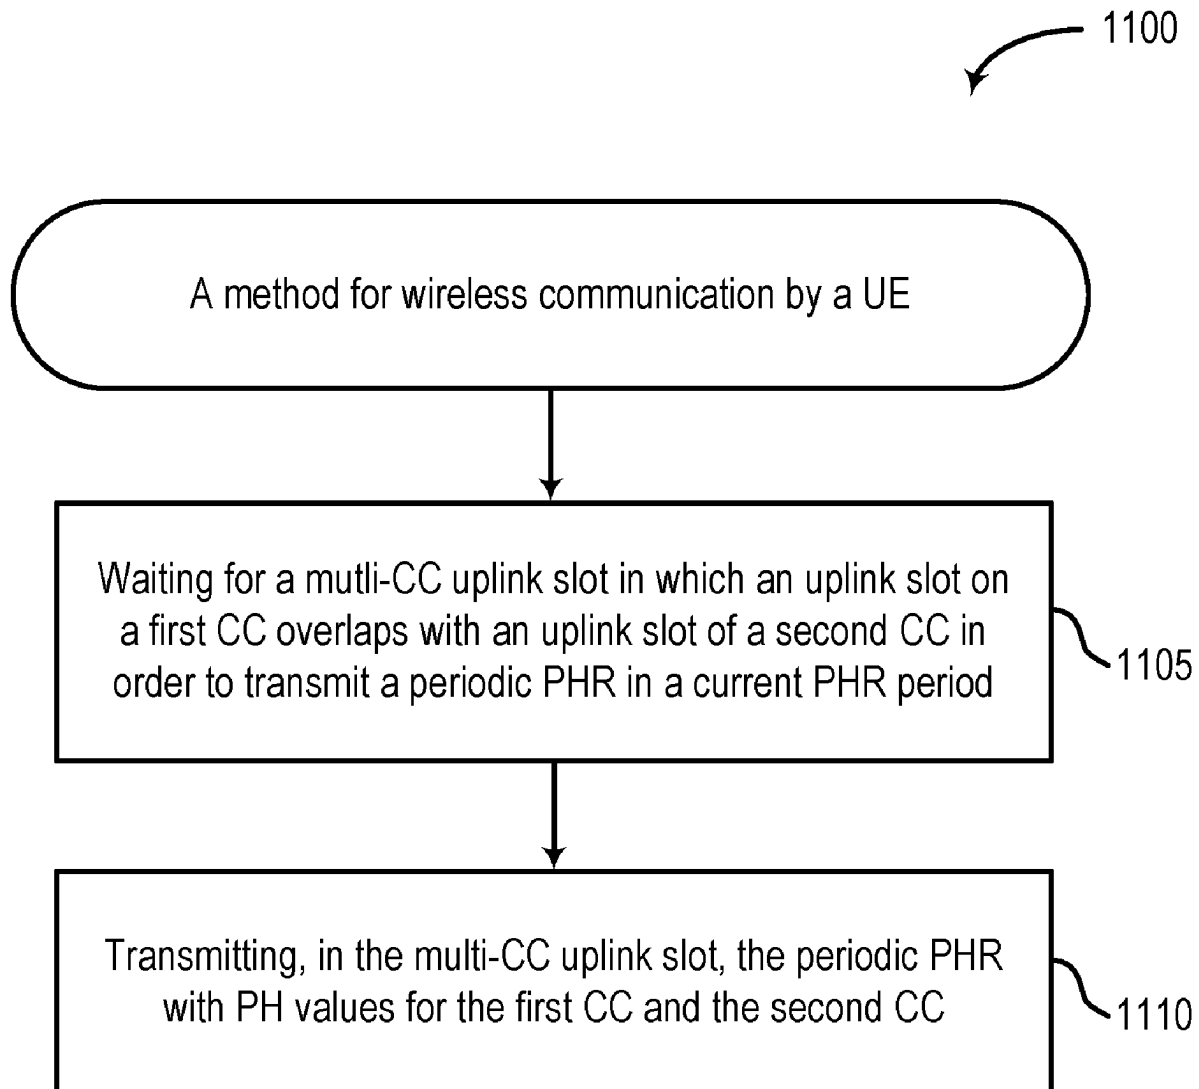 1100
A method for wireless communication by a UE
Waiting for a mutli-CC uplink slot in which an uplink slot on
a first CC overlaps with an uplink slot of a second CC in
order to transmit a periodic PHR in a current PHR period
1105
Transmitting, in the multi-CC uplink slot, the periodic PHR
with PH values for the first CC and the second CC
1110